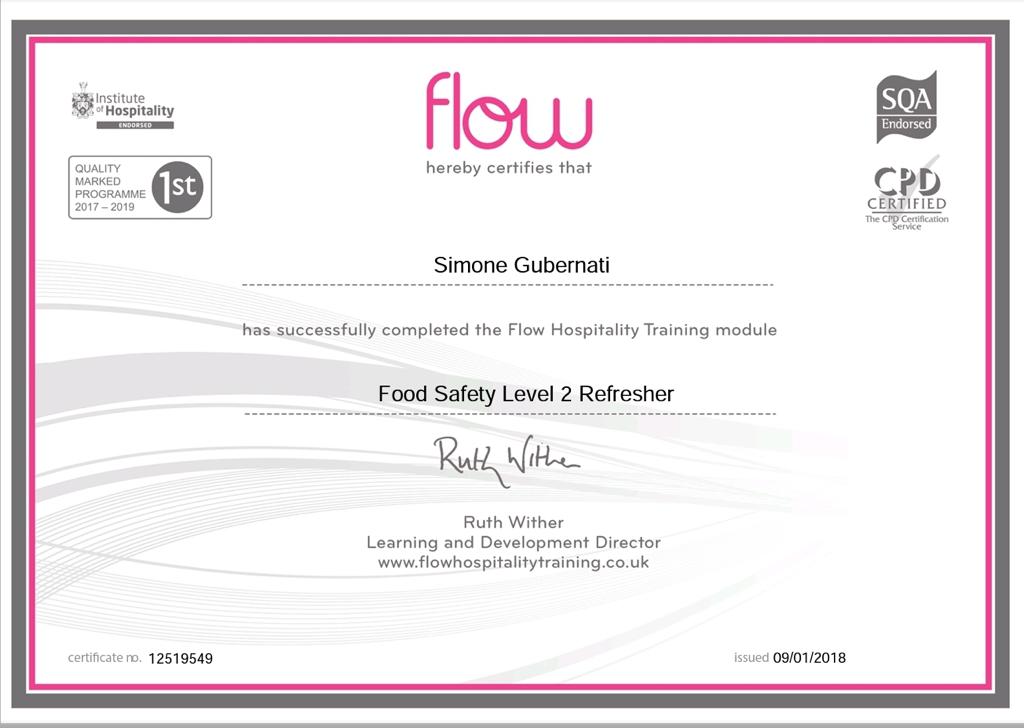 Institute
of Hospitality
ENDORSED
QUALITY
MARKED
PROGRAMME
2017 – 2019
1st
flow
hereby certifies that
SQA
Endorsed
CPD
CERTIFIED
The CPD Certification
Service
Simone Gubernati
has successfully completed the Flow Hospitality Training module
Food Safety Level 2 Refresher
Ruth Wither
Ruth Wither
Learning and Development Director
www.flowhospitalitytraining.co.uk
certificate no. 12519549
issued 09/01/2018